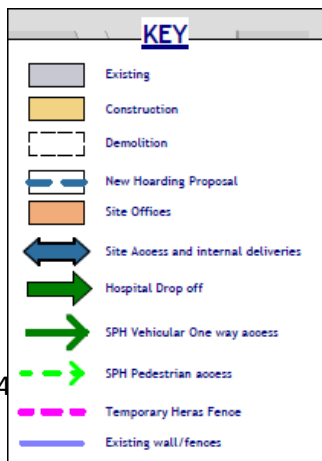 KEY
Existing
Construction
Demolition
New Hoarding Proposal
Site Offices
Site Access and internal deliveries
Hospital Drop off
SPH Vehicular One way access
SPH Pedestrian access
4
Temporary Heras Fence
Existing wall/fences